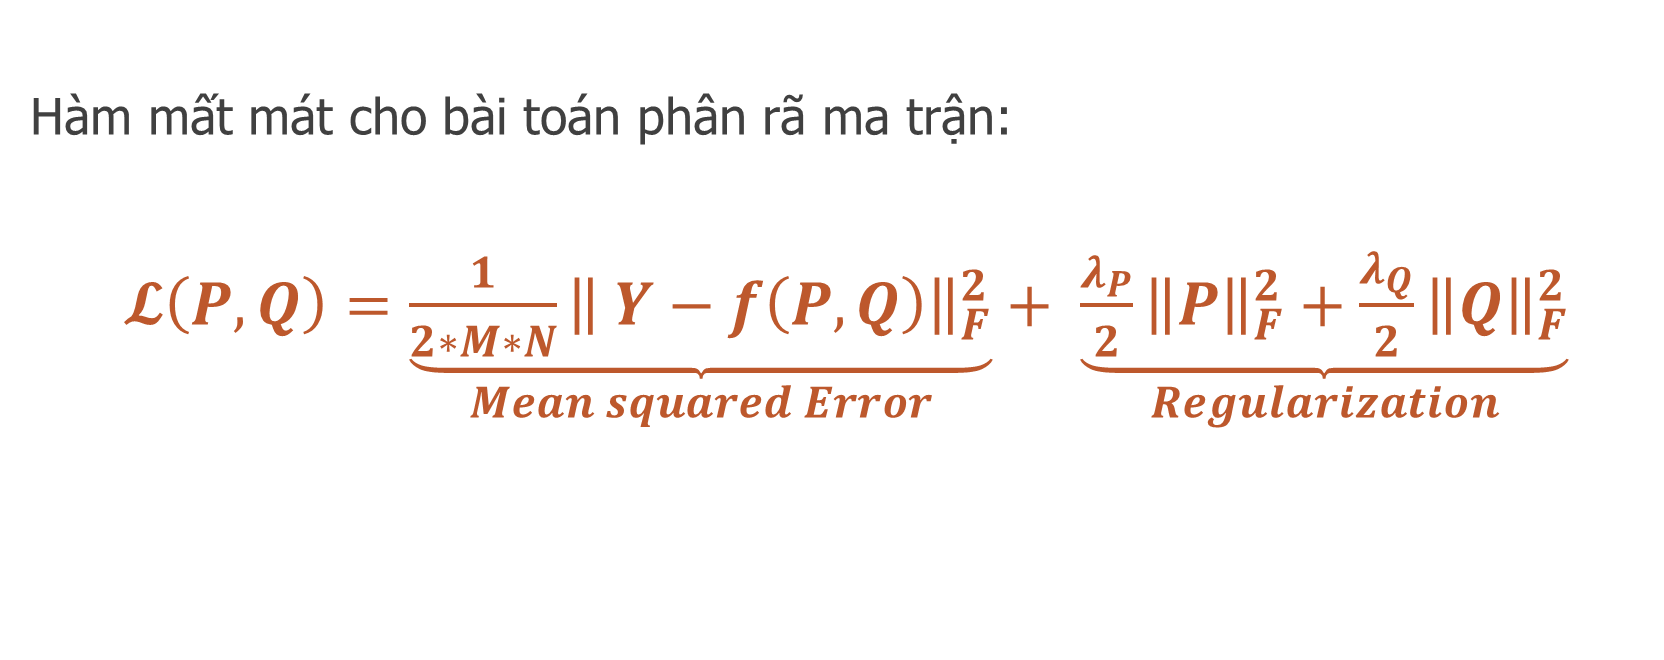 Hàm mất mát cho bài toán phân rã ma trận:
ℒ(P, Q) = 1/(2∗M∗N) ‖ Y − f(P, Q)‖²_F + λ_P/2 ‖P‖²_F + λ_Q/2 ‖Q‖²_F
Mean squared Error Regularization